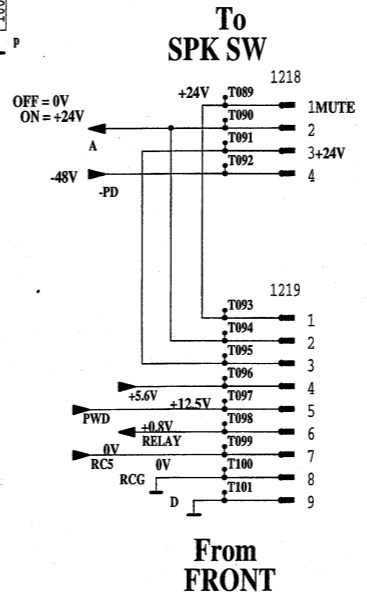 100
P
To
SPK SW
1218
+24V
T089
1MUTE
OFF = 0V
ON = +24V
T090
2
A
T091
3+24V
T092
-48V
4
-PD
1219
T093
1
T094
2
T095
3
T096
+5.6V
4
T097
+12.5V
PWD
5
T098
+0.8V
RELAY
6
T099
0V
RC5
7
T100
0V
RCG
8
T101
D
9
From
FRONT